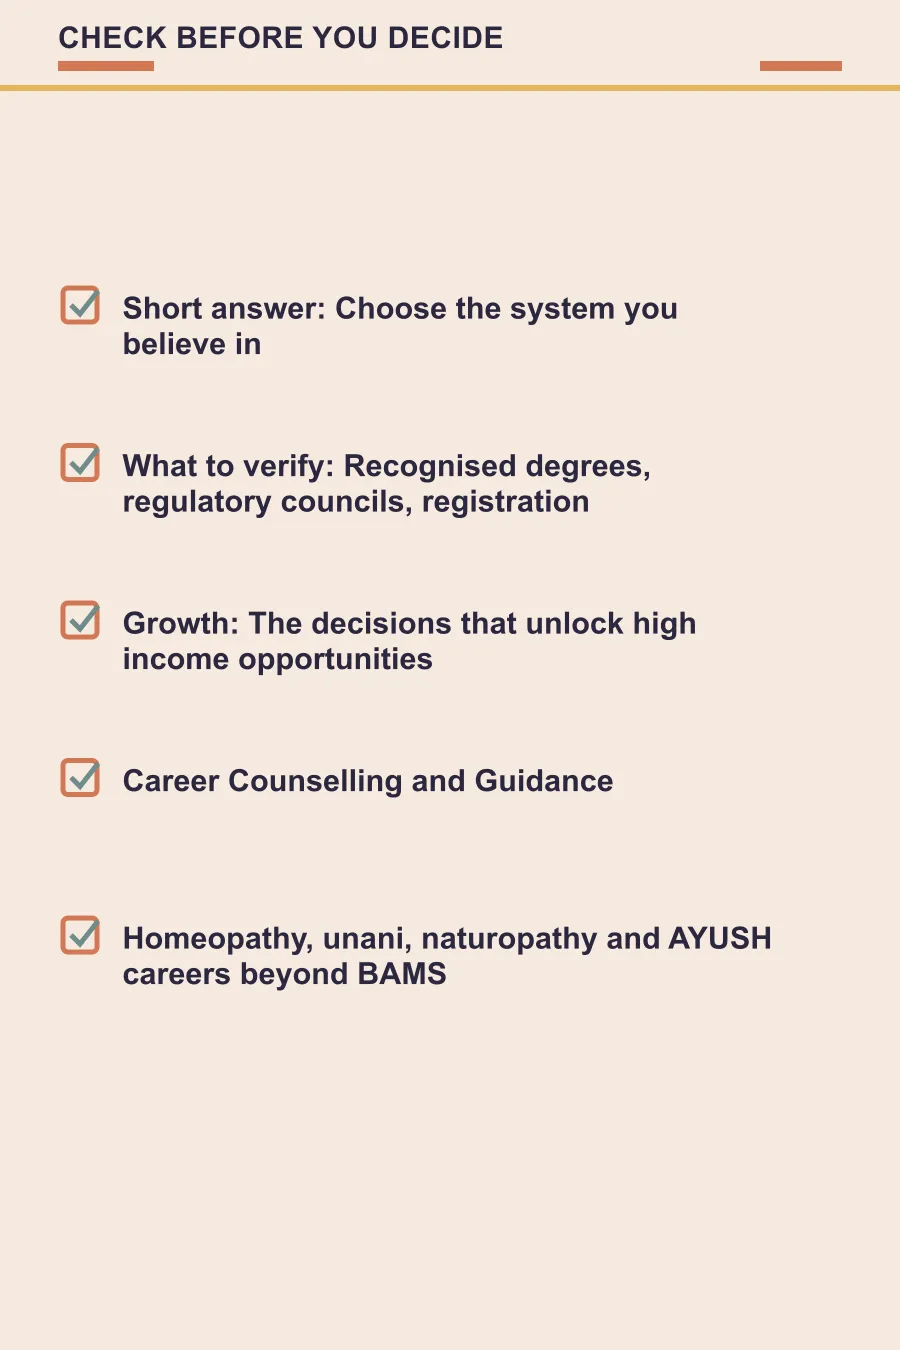 CHECK BEFORE YOU DECIDE
Short answer: Choose the system you
believe in
What to verify: Recognised degrees,
regulatory councils, registration
Growth: The decisions that unlock high
income opportunities
Career Counselling and Guidance
Homeopathy, unani, naturopathy and AYUSH
careers beyond BAMS